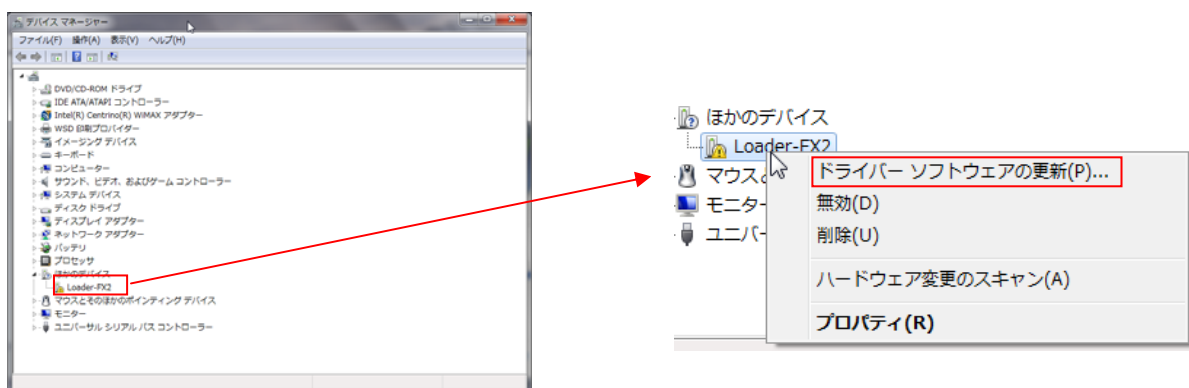 デバイス マネージャー
ファイル(F) 操作(A) 表示(V) ヘルプ(H)
DVD/CD-ROM ドライブ
IDE ATA/ATAPI コントローラー
Intel(R) Centrino(R) WiMAX アダプター
WSD 印刷プロバイダー
イメージング デバイス
キーボード
コンピューター
サウンド、ビデオ、およびゲーム コントローラー
システム デバイス
ディスク ドライブ
ディスプレイ アダプター
ネットワーク アダプター
バッテリ
プロセッサ
ほかのデバイス
Loader-FX2
マウスとそのほかのポインティング デバイス
モニター
ユニバーサル シリアル バス コントローラー
ほかのデバイス
Loader-FX2
マウスと
モニター
ユニバー
ドライバー ソフトウェアの更新(P)...
無効(D)
削除(U)
ハードウェア変更のスキャン(A)
プロパティ(R)